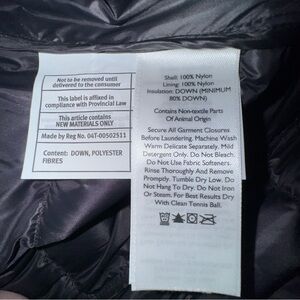 Not to be removed until
delivered to the consumer
This label is affixed in
compliance with Provincial Law
This article contains
NEW MATERIALS ONLY
Made by Reg No. 04T-00502511
Content: DOWN, POLYESTER
FIBRES
Shell: 100% Nylon
Lining: 100% Nylon
Insulation: DOWN (MINIMUM
80% DOWN)
Contains Non-textile Parts
Of Animal Origin
Secure All Garment Closures
Before Laundering. Machine Wash
Warm Delicate Separately. Mild
Detergent Only. Do Not Bleach.
Do Not Use Fabric Softeners.
Rinse Thoroughly And Remove
Promptly. Tumble Dry Low. Do
Not Hang To Dry. Do Not Iron
Or Steam. For Best Results Dry
With Clean Tennis Ball.